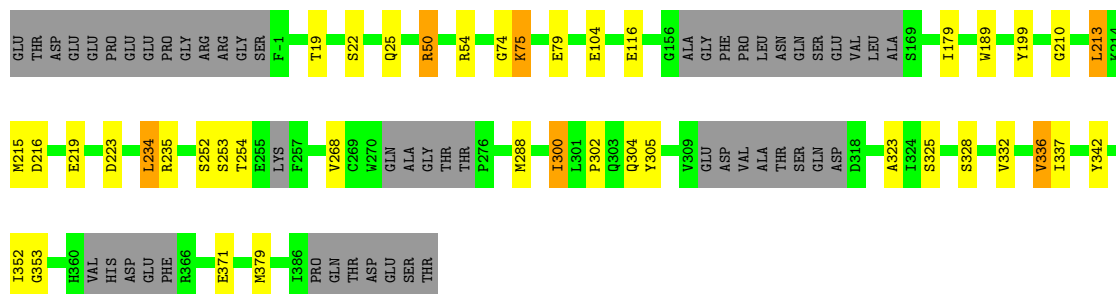 GLU THR ASP GLU GLU PRO GLU GLU PRO GLY ARG ARG GLY SER F-1 T19 S22 Q25 R50 R54 G74 K75 E79 E104 E116 G156 ALA GLY PHE PRO LEU ASN GLN SER GLU VAL LEU ALA S169 I179 W189 Y199 G210 L213 K214
M215 D216 E219 D223 L234 R235 S252 S253 T254 E255 LYS F257 V268 C269 W270 GLN ALA GLY THR THR P276 M288 I300 L301 P302 Q303 Q304 Y305 V309 GLU ASP VAL ALA THR SER GLN ASP D318 A323 I324 S325 S328 V332 V336 I337 Y342
I352 G353 H360 VAL HIS ASP GLU PHE R366 E371 M379 I386 PRO GLN THR ASP GLU SER THR